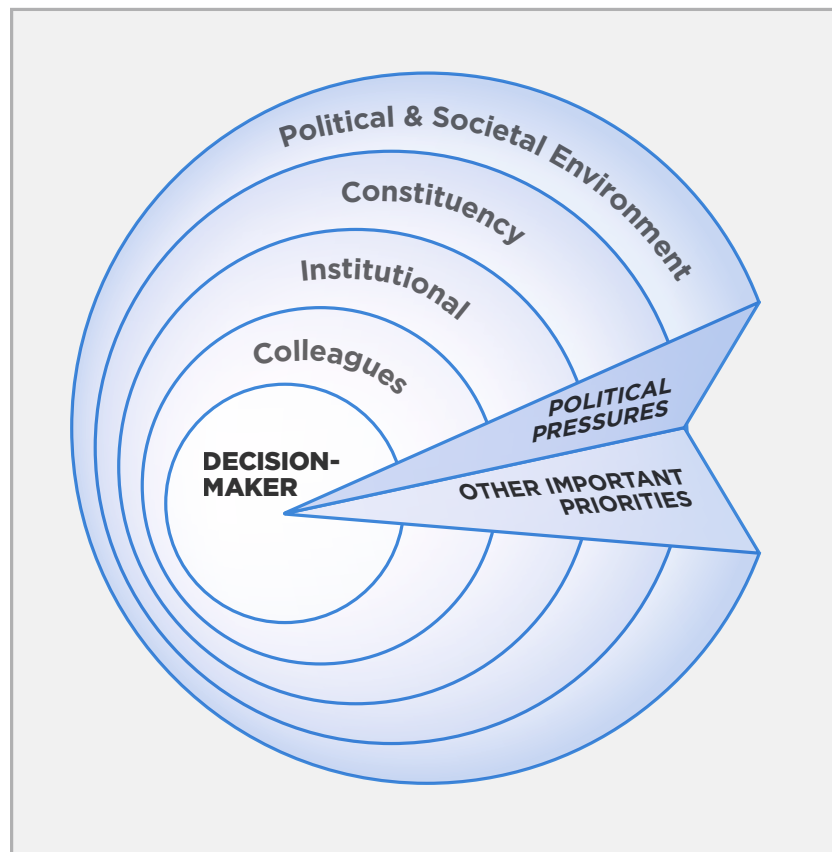 Political & Societal Environment
Constituency
Institutional
Colleagues
DECISION-
MAKER
POLITICAL
PRESSURES
OTHER IMPORTANT
PRIORITIES